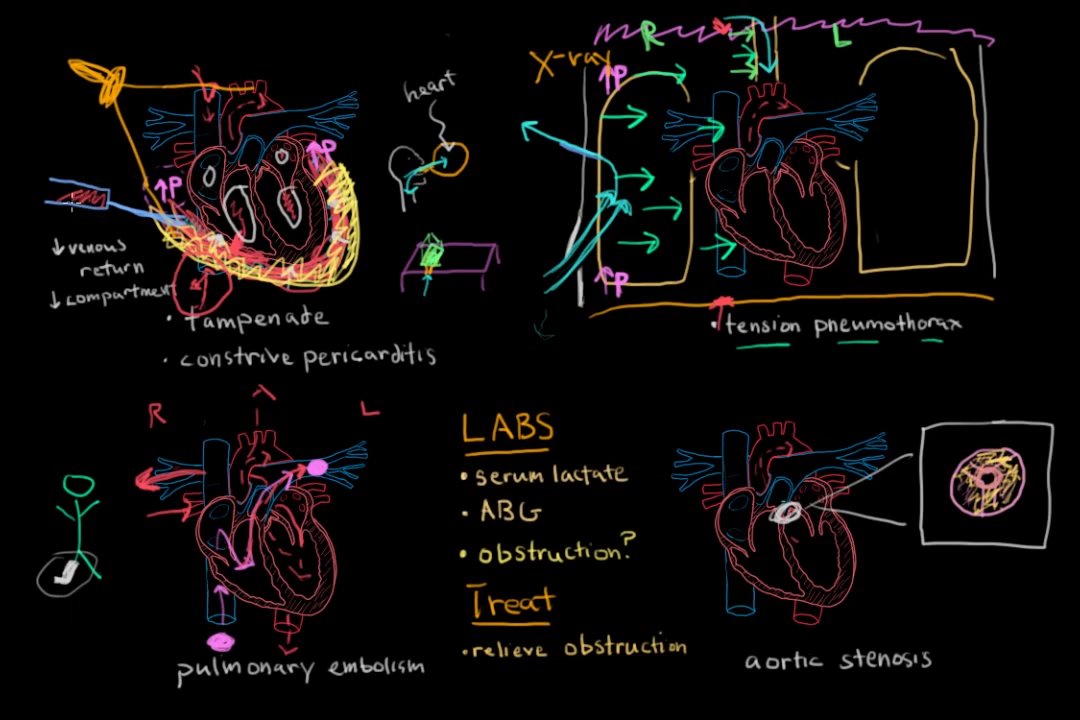 X-ray
R
L
heart
↑P
↑P
↑P
↑P
↓venous
return
↓compartment
• tampenade
• constrive pericarditis
• tension pneumothorax
R
L
pulmonary embolism
LABS
• serum lactate
• ABG
• obstruction?
Treat
• relieve obstruction
aortic stenosis